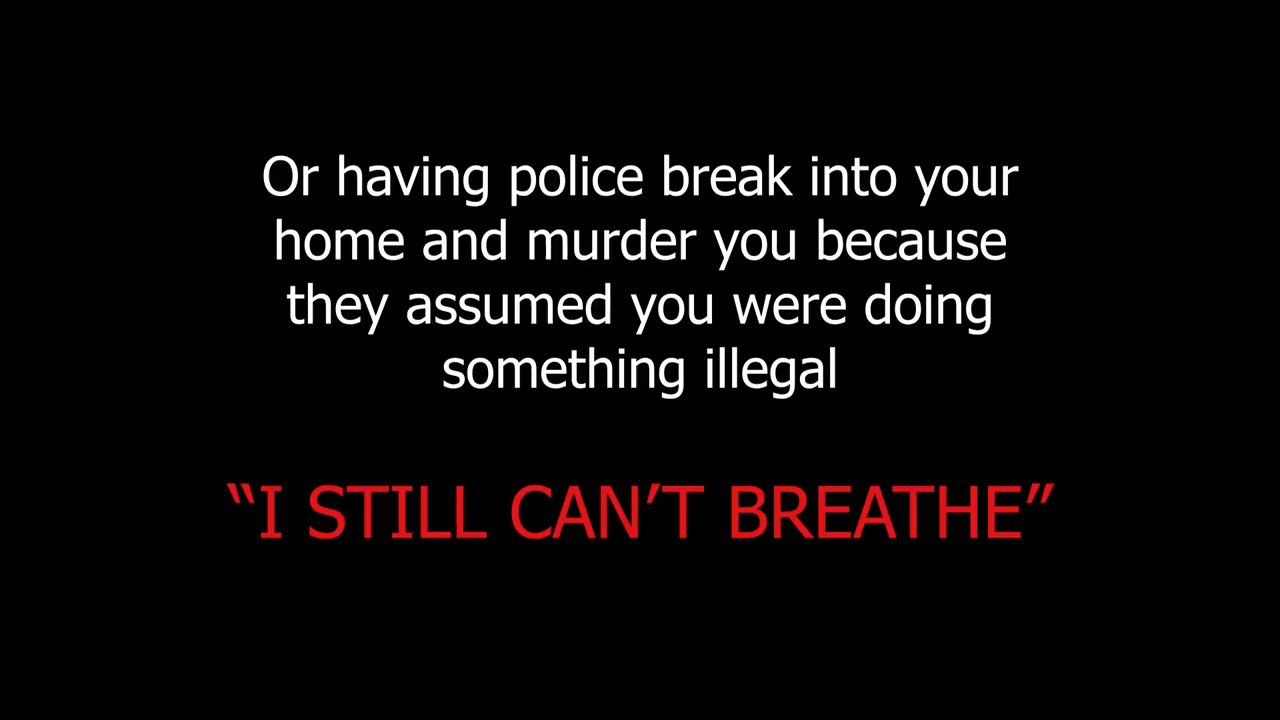 Or having police break into your
home and murder you because
they assumed you were doing
something illegal
“I STILL CAN’T BREATHE”